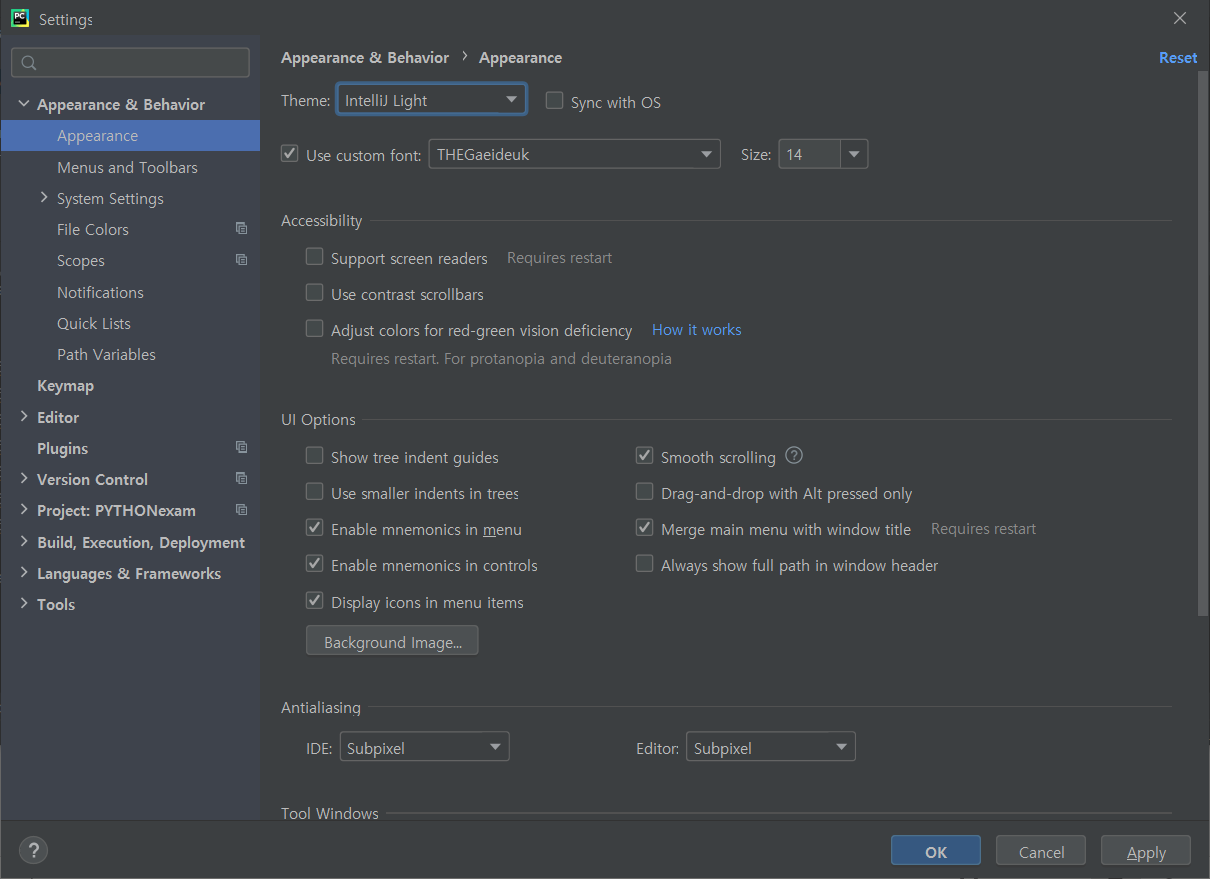 PC
Settings
Appearance & Behavior
Appearance
Menus and Toolbars
System Settings
File Colors
Scopes
Notifications
Quick Lists
Path Variables
Keymap
Editor
Plugins
Version Control
Project: PYTHONexam
Build, Execution, Deployment
Languages & Frameworks
Tools
Appearance & Behavior › Appearance
Reset
Theme: IntelliJ Light Sync with OS
Use custom font: THEGaeideuk Size: 14
Accessibility
Support screen readers Requires restart
Use contrast scrollbars
Adjust colors for red-green vision deficiency How it works
Requires restart. For protanopia and deuteranopia
UI Options
Show tree indent guides Smooth scrolling ?
Use smaller indents in trees Drag-and-drop with Alt pressed only
Enable mnemonics in menu Merge main menu with window title Requires restart
Enable mnemonics in controls Always show full path in window header
Display icons in menu items
Background Image...
Antialiasing
IDE: Subpixel Editor: Subpixel
Tool Windows
? OK Cancel Apply